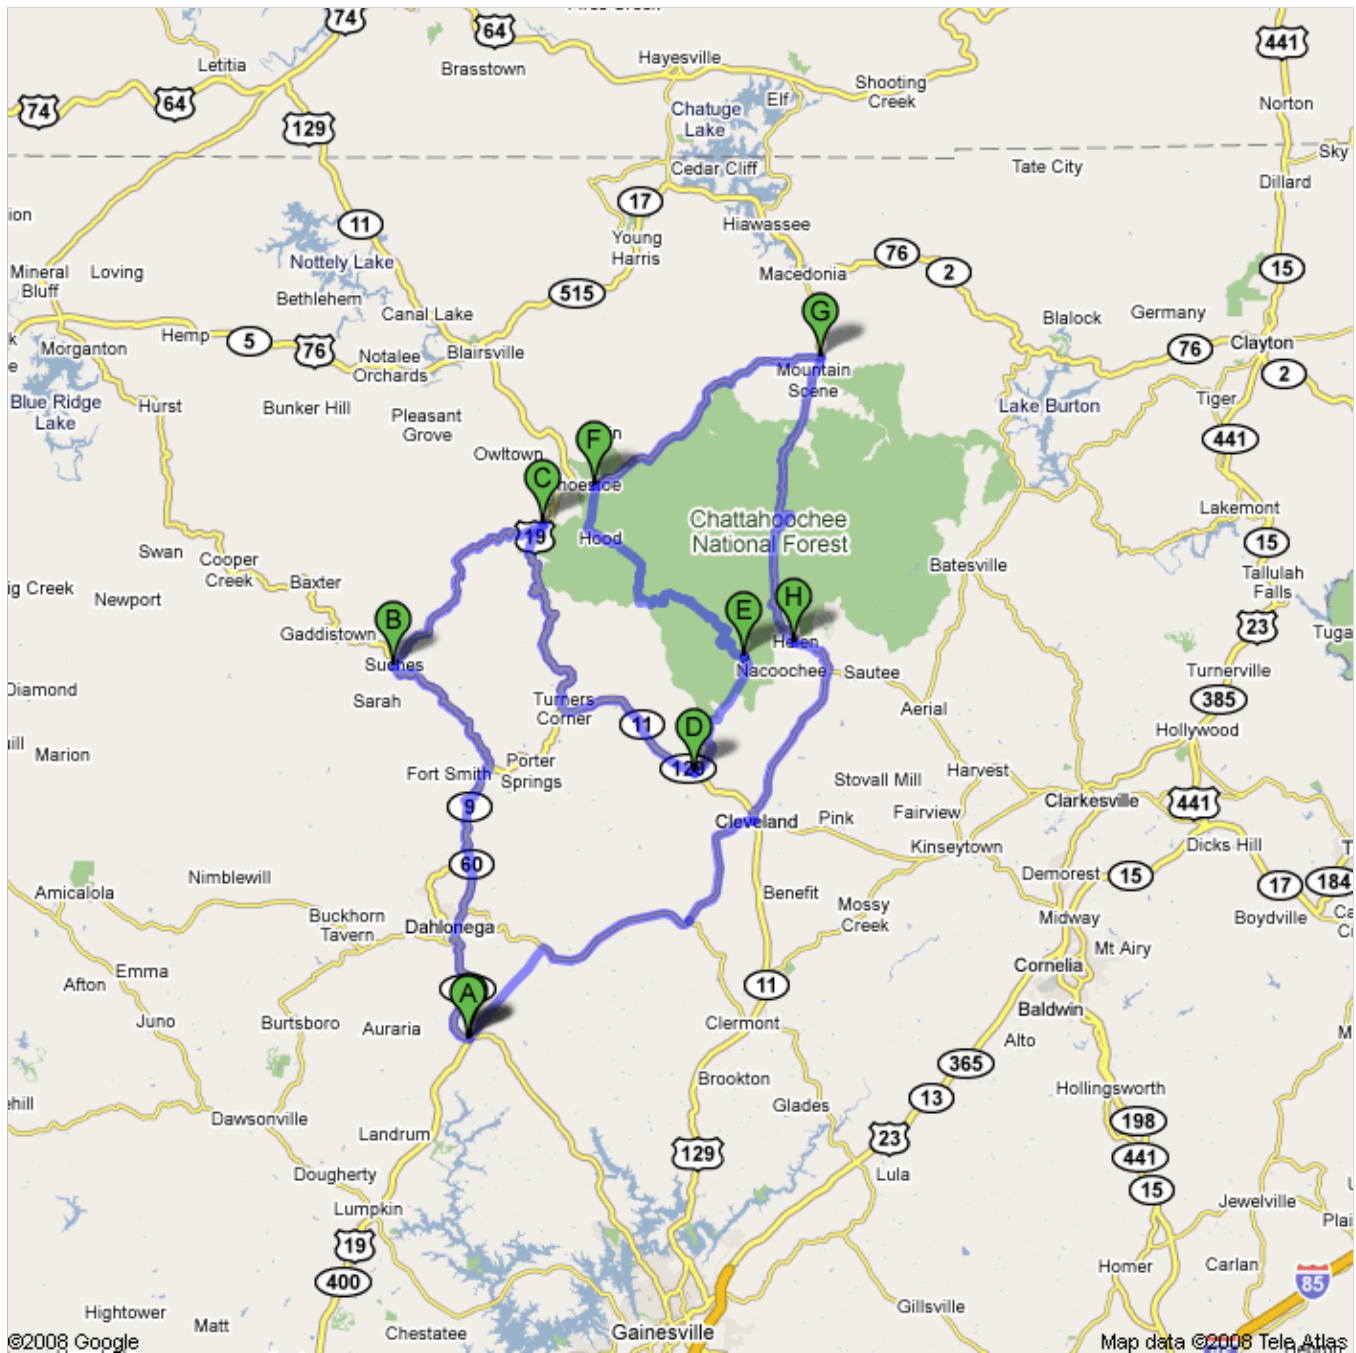 74
64
Letitia
Brasstown
Hayesville
Shooting
Creek
441
74
64
129
Chatuge
Lake
Elf
Norton
Cedar Cliff
Tate City
Sky
Dillard
17
11
Hiawassee
Young
Harris
Nottely Lake
Mineral
Bluff
Loving
Bethlehem
515
Macedonia
76
2
15
Canal Lake
G
Germany
Blalock
Hemp
5
76
Morganton
Notalee
Orchards
Blairsville
Mountain
Scene
76
Clayton
2
Blue Ridge
Lake
Hurst
Bunker Hill
Pleasant
Grove
Lake Burton
Tiger
441
Owltown
F
C
Lakemont
19
Hood
Chattahoochee
National Forest
15
Swan
Cooper
Creek
Batesville
Tallulah
Falls
Baxter
Newport
B
E
H
23
Gaddistown
Suches
Helen
Nacoochee
Sautee
Turnerville
Diamond
Sarah
Turners
Corner
Aerial
385
11
D
Hollywood
Marion
Fort Smith
Porter
Springs
129
Stovall Mill
Harvest
9
Cleveland
Pink
Fairview
Clarkesville
441
Kinseytown
Dicks Hill
60
Nimblewill
Amicalola
Benefit
Demorest
15
17
184
Buckhorn
Tavern
Dahlonega
Mossy
Creek
Midway
Boydville
Mt Airy
Emma
Cornelia
Afton
A
11
Baldwin
Juno
Burtsboro
Auraria
Clermont
Alto
365
Brookton
Hollingsworth
Glades
13
Dawsonville
198
Landrum
129
23
441
Dougherty
Lula
15
Lumpkin
Jewelville
19
400
Homer
Carlan
85
Hightower
Matt
Chestatee
Gainesville
Gillsville
©2008 Google
Map data ©2008 Tele Atlas